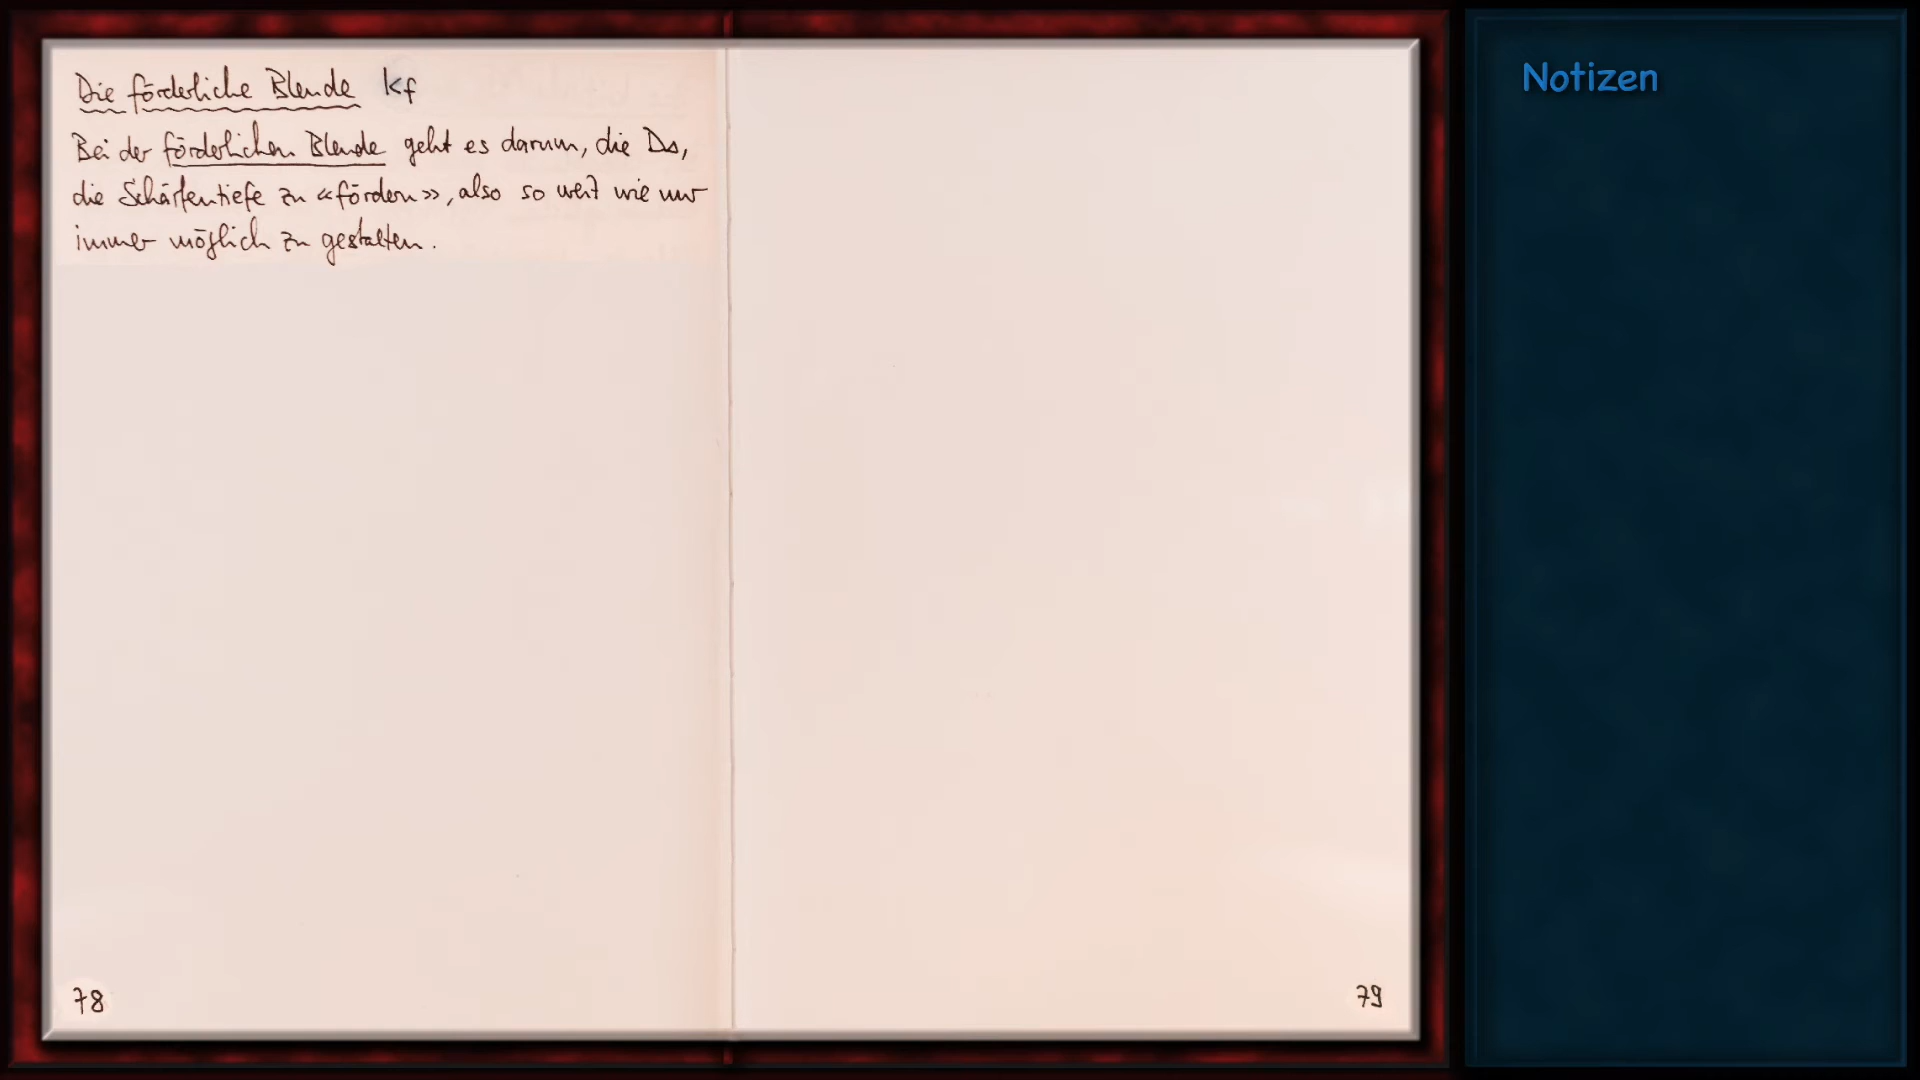 Die förderliche Blende kf
Bei der förderlichen Blende geht es darum, die Ds,
die Schärfentiefe zu «fördern», also so weit wie nur
immer möglich zu gestalten.
78
79
Notizen